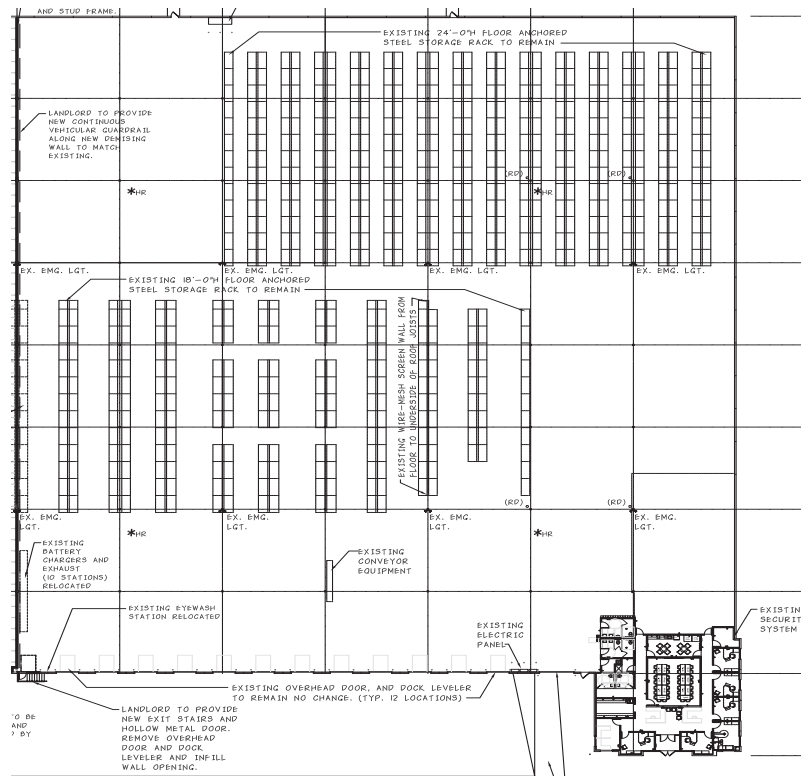 AND STUD FRAME.
EXISTING 24'-0"H FLOOR ANCHORED
STEEL STORAGE RACK TO REMAIN
LANDLORD TO PROVIDE
NEW CONTINUOUS
VEHICULAR GUARDRAIL
ALONG NEW DEMISING
WALL TO MATCH
EXISTING.
(RD)
(RD)
HR
HR
EX. EMG. LGT.
EX. EMG. LGT.
EX. EMG. LGT.
EX. EMG. LGT.
EXISTING 18'-0"H FLOOR ANCHORED
STEEL STORAGE RACK TO REMAIN
EXISTING WIRE-MESH SCREEN WALL FROM
FLOOR TO UNDERSIDE OF ROOF JOISTS
(RD)
(RD)
EX. EMG.
LGT.
EX. EMG.
LGT.
EX. EMG.
LGT.
EX. EMG.
LGT.
HR
HR
EXISTING
BATTERY
CHARGERS AND
EXHAUST
(10 STATIONS)
RELOCATED
EXISTING
CONVEYOR
EQUIPMENT
EXISTING EYEWASH
STATION RELOCATED
EXISTING
ELECTRIC
PANEL
EXISTIN
SECURIT
SYSTEM
EXISTING OVERHEAD DOOR, AND DOCK LEVELER
TO REMAIN NO CHANGE. (TYP. 12 LOCATIONS)
LANDLORD TO PROVIDE
NEW EXIT STAIRS AND
HOLLOW METAL DOOR.
REMOVE OVERHEAD
DOOR AND DOCK
LEVELER AND INFILL
WALL OPENING.
TO BE
AND
BY